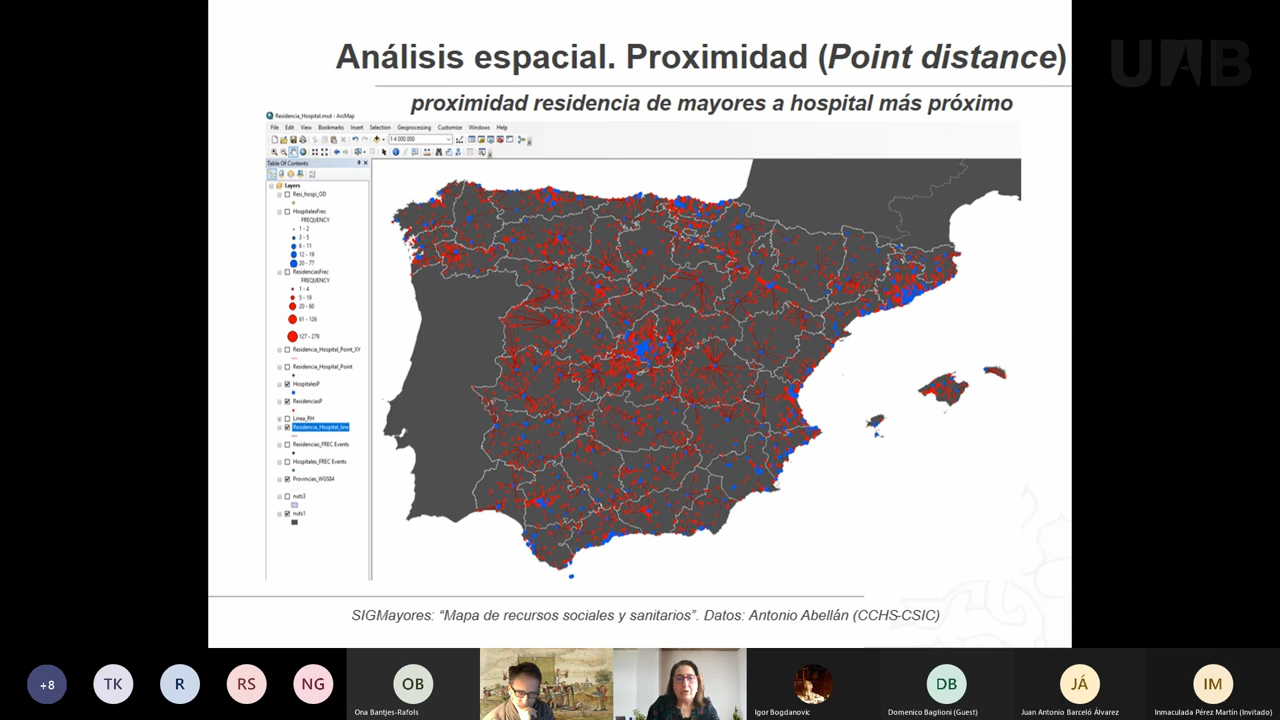 Análisis espacial. Proximidad (Point distance)
UAB
proximidad residencia de mayores a hospital más próximo
Residencia_Hospital.mxd - ArcMap
File Edit View Bookmarks Insert Selection Geoprocessing Customize Windows Help
1:4.000.000
Table Of Contents
Layers
Resi_hospi_OD
HospitalesFrec
FREQUENCY
1 - 2
3 - 5
6 - 11
12 - 19
20 - 77
ResidenciasFrec
FREQUENCY
1 - 4
5 - 19
20 - 60
61 - 126
127 - 279
Residencia_Hospital_Point_XY
Residencia_Hospital_Point
HospitalesP
ResidenciasP
Linea_RH
Residencia_Hospital_line
Residencias_FREC Events
Hospitales_FREC Events
Provincias_WGS84
nuts3
nuts1
SIGMayores: “Mapa de recursos sociales y sanitarios”. Datos: Antonio Abellán (CCHS-CSIC)
+8
TK
R
RS
NG
OB
DB
JÁ
IM
Ona Bantjes-Rafols
Igor Bogdanovic
Domenico Baglioni (Guest)
Juan Antonio Barceló Álvarez
Inmaculada Pérez Martín (Invitado)